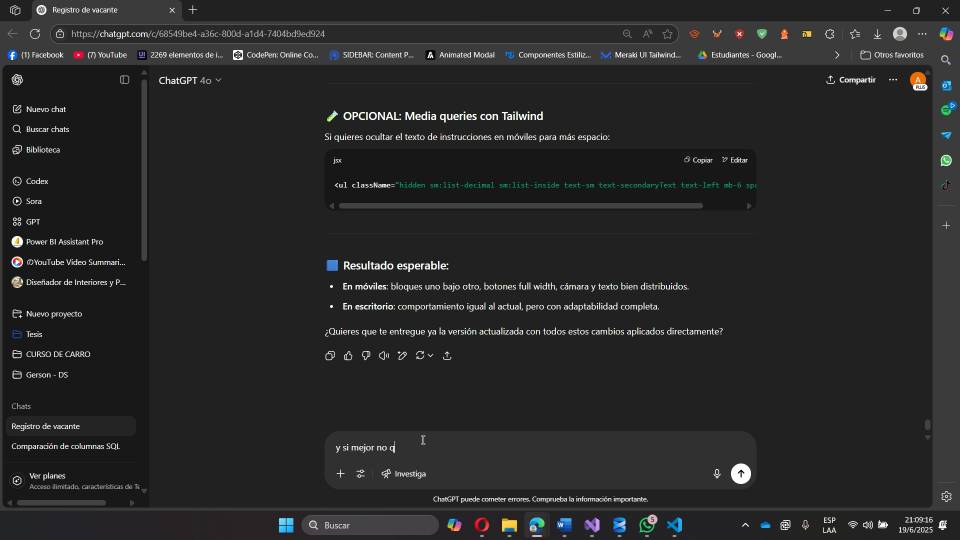 Registro de vacante
https://chatgpt.com/c/68549be4-a36c-800d-a1d4-7404bd9ed924
(1) Facebook
(7) YouTube
2269 elementos de i...
CodePen: Online Co...
SIDEBAR: Content P...
Animated Modal
Componentes Estiliz...
Meraki UI Tailwind...
Estudiantes - Googl...
Otros favoritos
ChatGPT 4o
Compartir
A
PLUS
Nuevo chat
Buscar chats
Biblioteca
Codex
Sora
GPT
Power BI Assistant Pro
YouTube Video Summari...
Diseñador de Interiores y P...
Nuevo proyecto
Tesis
CURSO DE CARRO
Gerson - DS
Chats
Registro de vacante
Comparación de columnas SQL
Ver planes
Acceso ilimitado, características de Te
OPCIONAL: Media queries con Tailwind
Si quieres ocultar el texto de instrucciones en móviles para más espacio:
jsx
Copiar
Editar
<ul className="hidden sm:list-decimal sm:list-inside text-sm text-secondaryText text-left mb-6 spa
Resultado esperable:
• En móviles: bloques uno bajo otro, botones full width, cámara y texto bien distribuidos.
• En escritorio: comportamiento igual al actual, pero con adaptabilidad completa.
¿Quieres que te entregue ya la versión actualizada con todos estos cambios aplicados directamente?
y si mejor no q
Investiga
ChatGPT puede cometer errores. Comprueba la información importante.
Buscar
5
ESP
LAA
21:09:16
19/6/2025